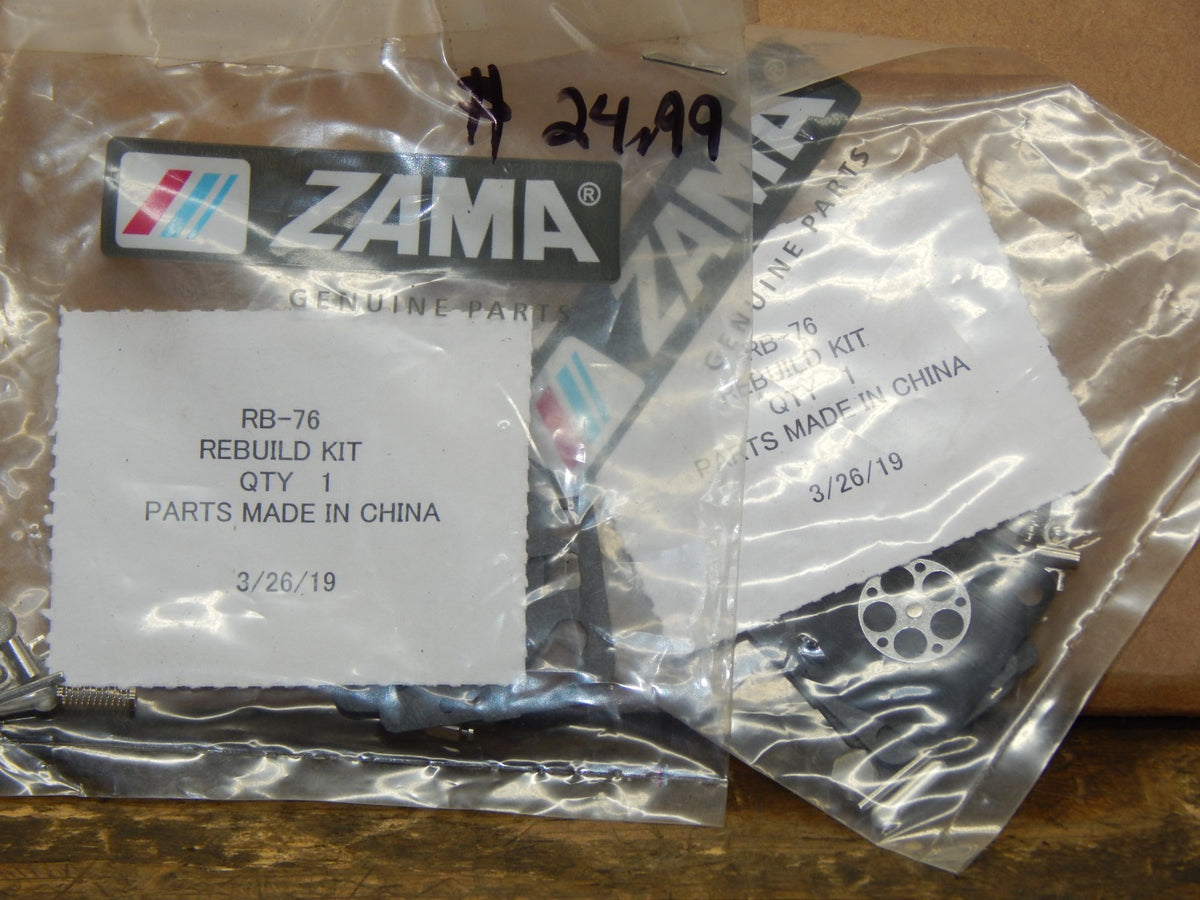 $ 24.99
ZAMA®
GENUINE PARTS
RB-76
REBUILD KIT
QTY 1
PARTS MADE IN CHINA
3/26/19
ZAMA
GENUINE PARTS
RB-76
REBUILD KIT
QTY 1
PARTS MADE IN CHINA
3/26/19